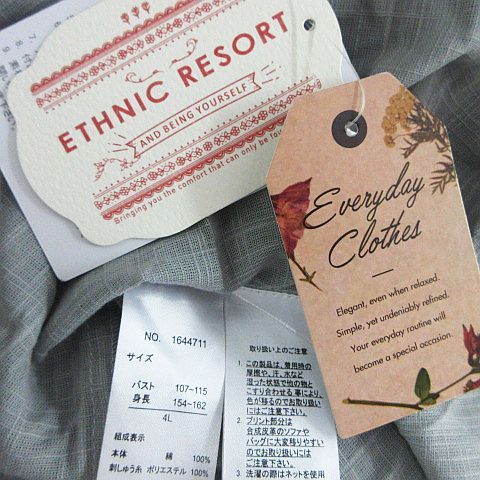 ETHNIC RESORT
AND BEING YOURSELF
Bringing you the comfort that can only be fou
Everyday
Clothes
Elegant, even when relaxed.
Simple, yet undeniably refined.
Your everyday routine will
become a special occasion.
NO. 1644711
サイズ
バスト 107~115
身長 154~162
4L
組成表示
本体 綿 100%
刺しゅう糸 ポリエステル 100%
取り扱い上のご注意
1. この製品は、着用時の
摩擦や、汗、水など
湿った状態で他の物と
こすり合わせる事により、
色が移るのでお取り扱い
にはご注意下さい。
2. プリント部分は
合成皮革のソファや
バッグに大変移りやすい
のでお取り扱いには
ご注意下さい。
3. 洗濯の際はネットを使用